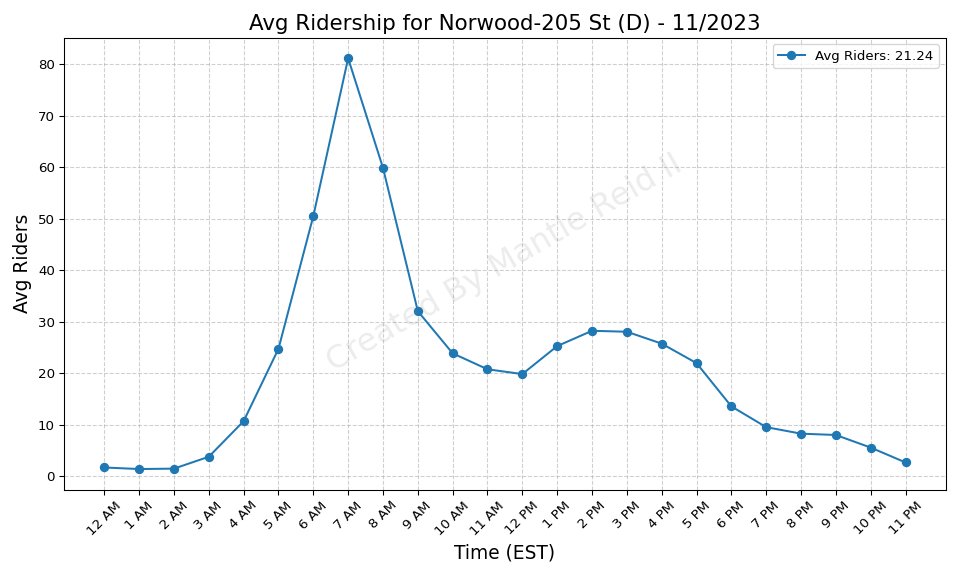 Avg Ridership for Norwood-205 St (D) - 11/2023
Avg Riders: 21.24
80
70
60
50
40
30
20
10
0
Avg Riders
Created By Mantle Reid II
12 AM
1 AM
2 AM
3 AM
4 AM
5 AM
6 AM
7 AM
8 AM
9 AM
10 AM
11 AM
12 PM
1 PM
2 PM
3 PM
4 PM
5 PM
6 PM
7 PM
8 PM
9 PM
10 PM
11 PM
Time (EST)